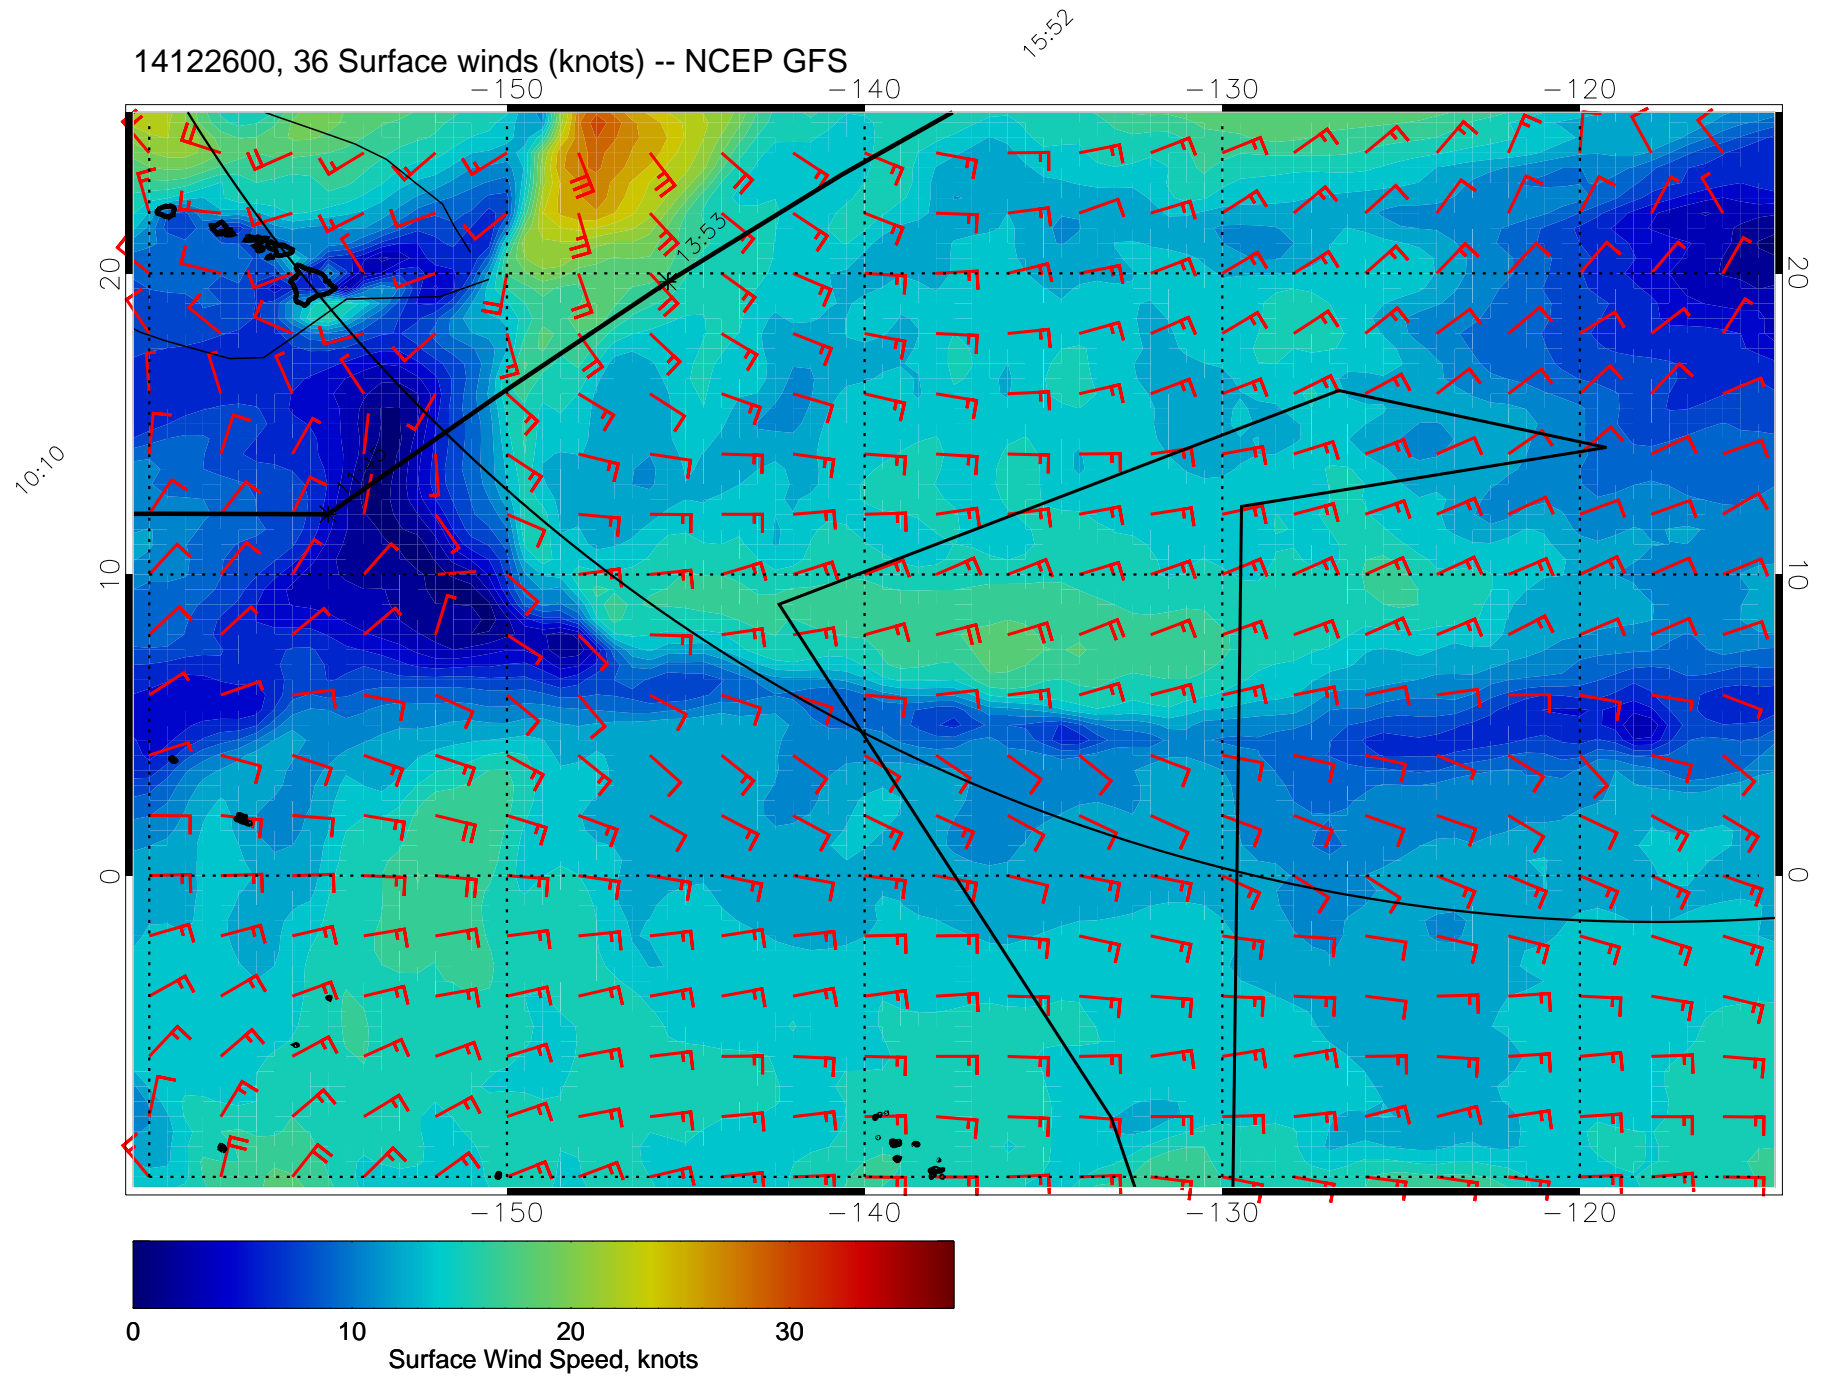 15:52
14122600, 36 Surface winds (knots) -- NCEP GFS
-150 -140 -130 -120
13:53
20 20
10:10
10 10
0 0
-150 -140 -130 -120
0 10 20 30
Surface Wind Speed, knots